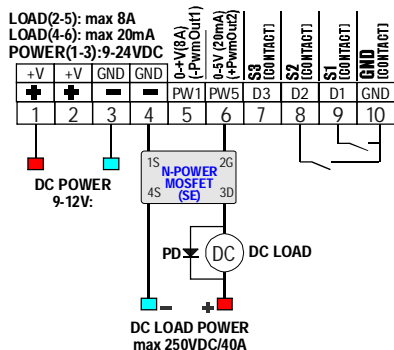 LOAD(2-5): max 8A
LOAD(4-6): max 20mA
POWER(1-3):9-24VDC
0-+V(8A)
(-PwmOut1)
0-5V (20mA)
(+PwmOut2)
S3
[CONTACT]
S2
[CONTACT]
S1
[CONTACT]
GND
[CONTACT]
+V +V GND GND PW1 PW5 D3 D2 D1 GND
+ + - - 5 6 7 8 9 10
1 2 3 4
1S 2G
N-POWER
MOSFET
(SE)
4S 3D
DC POWER
9-12V:
PD DC DC LOAD
- +
DC LOAD POWER
max 250VDC/40A